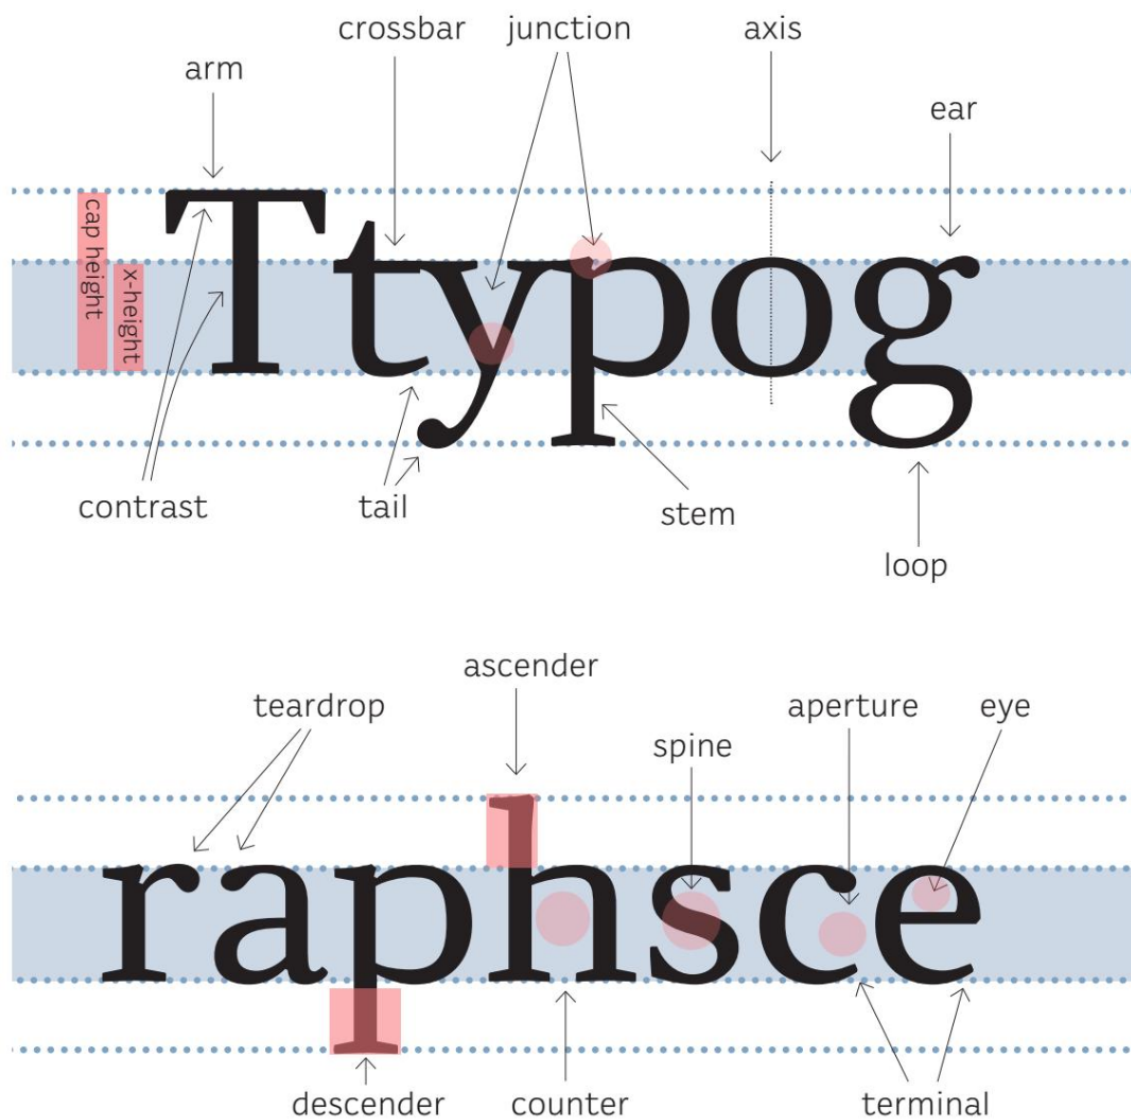 crossbar junction axis
arm
ear
cap height
x-height
Ttypog
contrast tail stem
loop
ascender
teardrop aperture eye
spine
raphsce
descender counter terminal